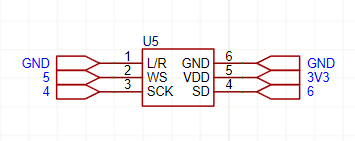 U5
GND 1 L/R GND 6 GND
5 2 WS VDD 5 3V3
4 3 SCK SD 4 6